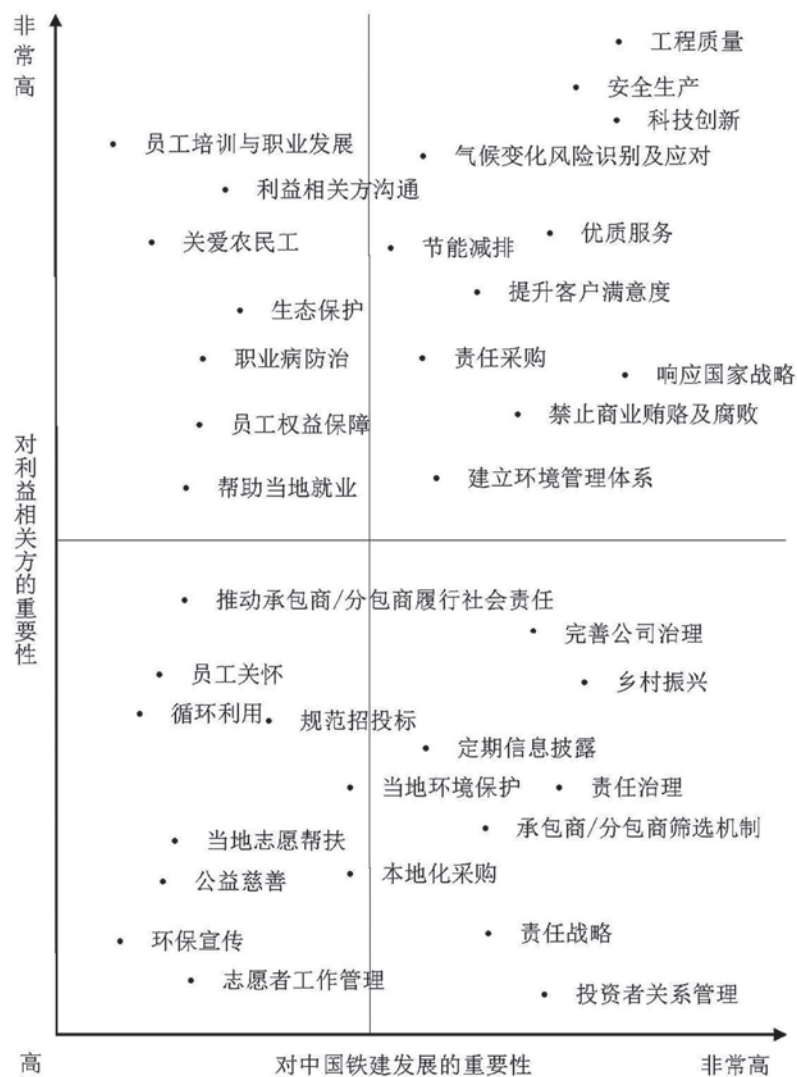 非常高
工程质量
安全生产
科技创新
员工培训与职业发展
气候变化风险识别及应对
利益相关方沟通
关爱农民工
节能减排
优质服务
提升客户满意度
生态保护
职业病防治
责任采购
响应国家战略
禁止商业贿赂及腐败
员工权益保障
建立环境管理体系
帮助当地就业
对利益相关方的重要性
推动承包商/分包商履行社会责任
完善公司治理
员工关怀
乡村振兴
循环利用
规范招投标
定期信息披露
当地环境保护
责任治理
承包商/分包商筛选机制
当地志愿帮扶
公益慈善
本地化采购
责任战略
环保宣传
志愿者工作管理
投资者关系管理
高
对中国铁建发展的重要性
非常高